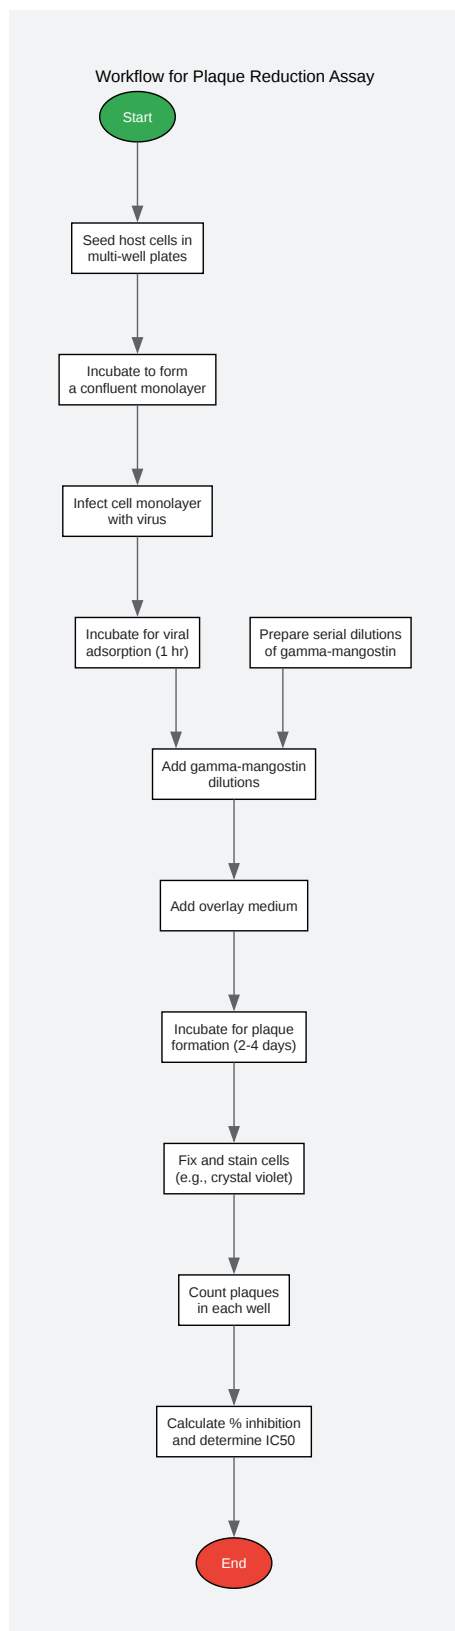 Workflow for Plaque Reduction Assay
Start
Seed host cells in
multi-well plates
Incubate to form
a confluent monolayer
Infect cell monolayer
with virus
Incubate for viral
adsorption (1 hr)
Prepare serial dilutions
of gamma-mangostin
Add gamma-mangostin
dilutions
Add overlay medium
Incubate for plaque
formation (2-4 days)
Fix and stain cells
(e.g., crystal violet)
Count plaques
in each well
Calculate % inhibition
and determine IC50
End